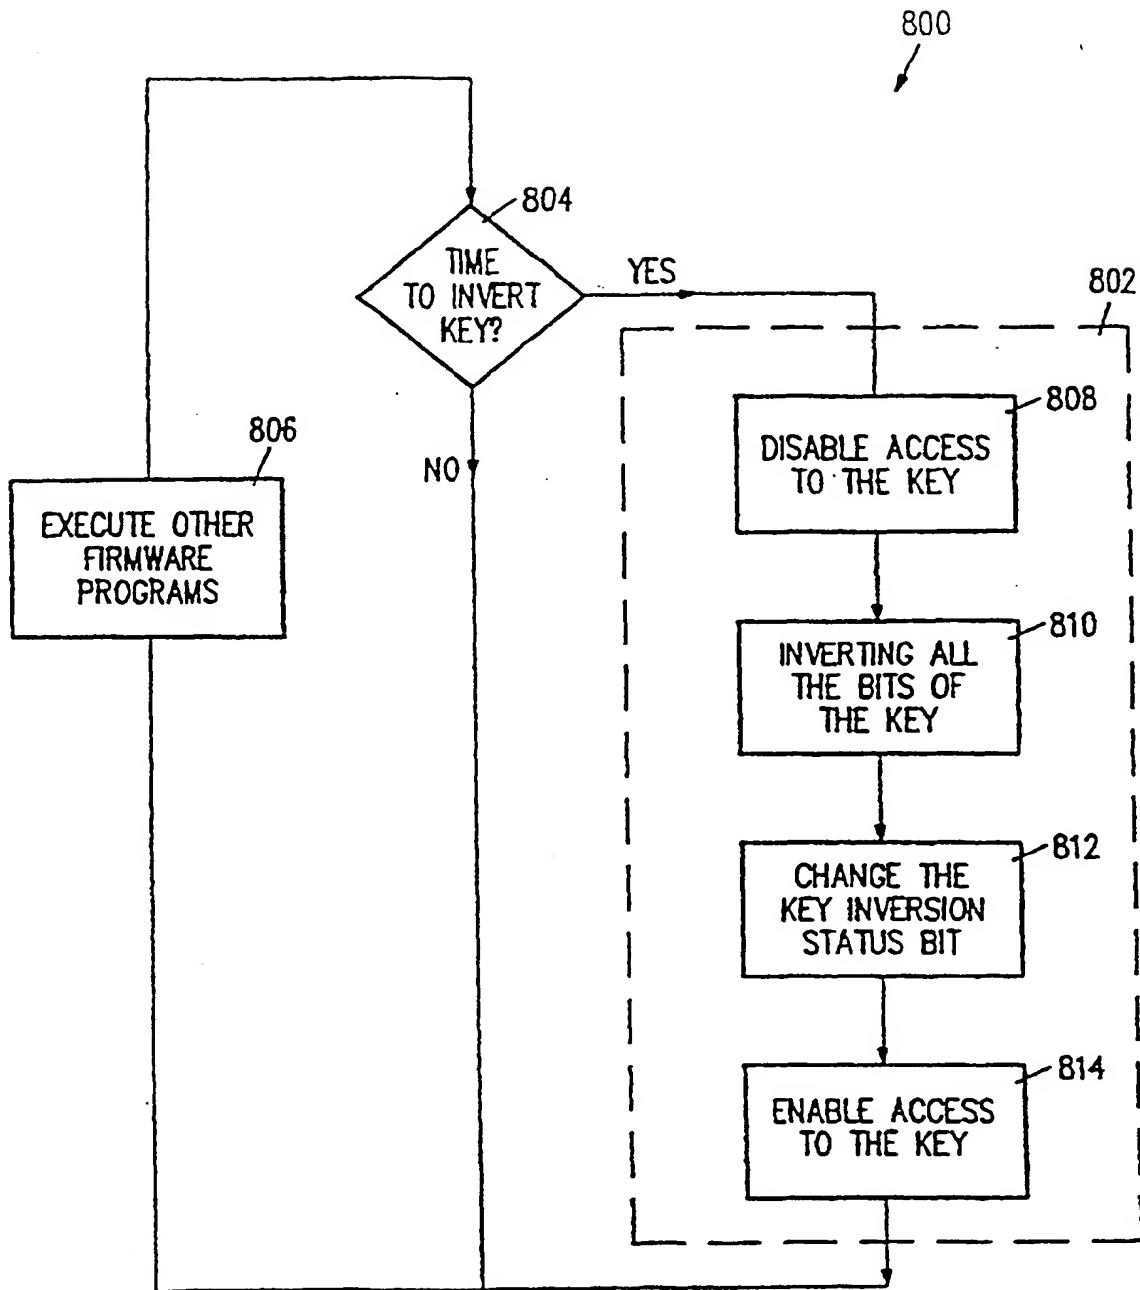 800
804
TIME
TO INVERT
KEY?
YES
802
808
DISABLE ACCESS
TO THE KEY
806
NO
EXECUTE OTHER
FIRMWARE
PROGRAMS
810
INVERTING ALL
THE BITS OF
THE KEY
812
CHANGE THE
KEY INVERSION
STATUS BIT
814
ENABLE ACCESS
TO THE KEY